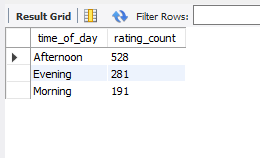 Result Grid Filter Rows:
time_of_day rating_count
Afternoon 528
Evening 281
Morning 191